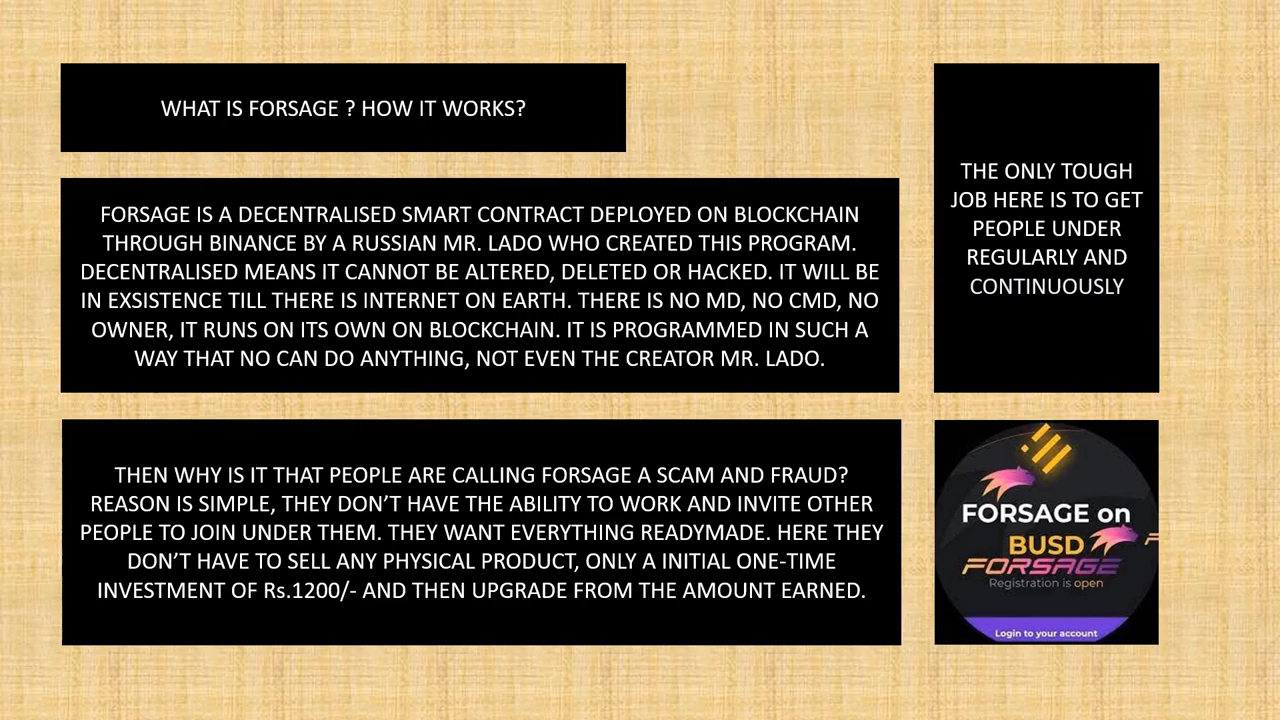 WHAT IS FORSAGE ? HOW IT WORKS?
FORSAGE IS A DECENTRALISED SMART CONTRACT DEPLOYED ON BLOCKCHAIN
THROUGH BINANCE BY A RUSSIAN MR. LADO WHO CREATED THIS PROGRAM.
DECENTRALISED MEANS IT CANNOT BE ALTERED, DELETED OR HACKED. IT WILL BE
IN EXSISTENCE TILL THERE IS INTERNET ON EARTH. THERE IS NO MD, NO CMD, NO
OWNER, IT RUNS ON ITS OWN ON BLOCKCHAIN. IT IS PROGRAMMED IN SUCH A
WAY THAT NO CAN DO ANYTHING, NOT EVEN THE CREATOR MR. LADO.
THEN WHY IS IT THAT PEOPLE ARE CALLING FORSAGE A SCAM AND FRAUD?
REASON IS SIMPLE, THEY DON’T HAVE THE ABILITY TO WORK AND INVITE OTHER
PEOPLE TO JOIN UNDER THEM. THEY WANT EVERYTHING READYMADE. HERE THEY
DON’T HAVE TO SELL ANY PHYSICAL PRODUCT, ONLY A INITIAL ONE-TIME
INVESTMENT OF Rs.1200/- AND THEN UPGRADE FROM THE AMOUNT EARNED.
THE ONLY TOUGH
JOB HERE IS TO GET
PEOPLE UNDER
REGULARLY AND
CONTINUOUSLY
FORSAGE on
BUSD
FORSAGE
Registration is open
Login to your account